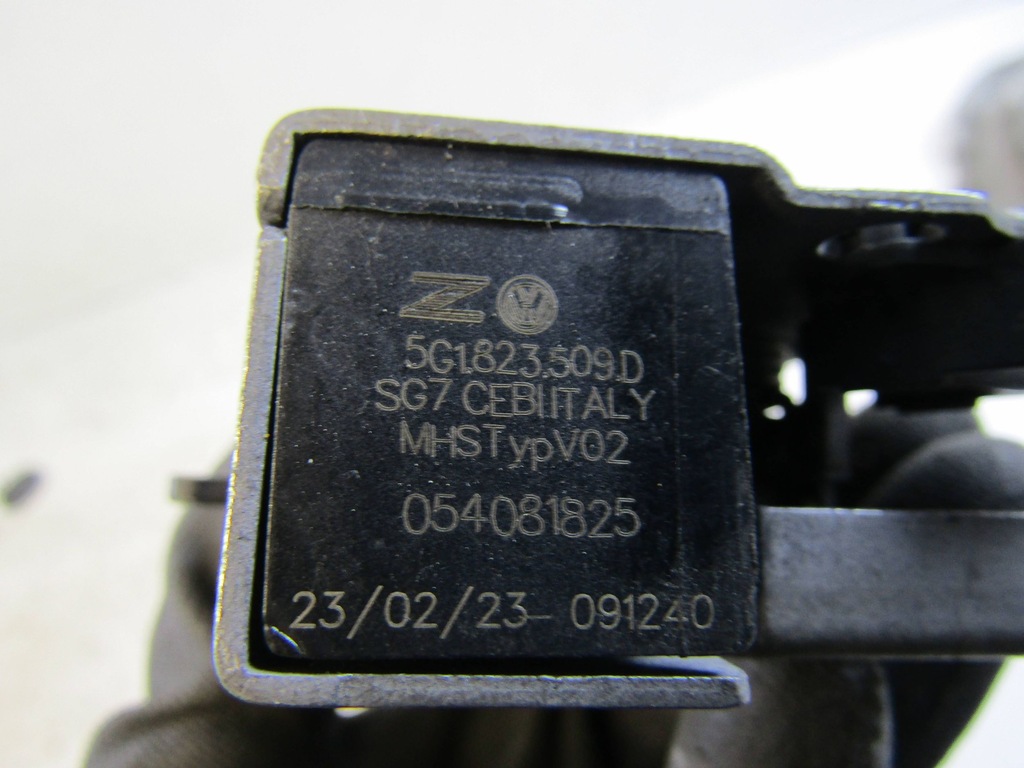 5G1.823.509.D
SG7 CEBI ITALY
MHSTypV02
054081825
23/02/23- 091240